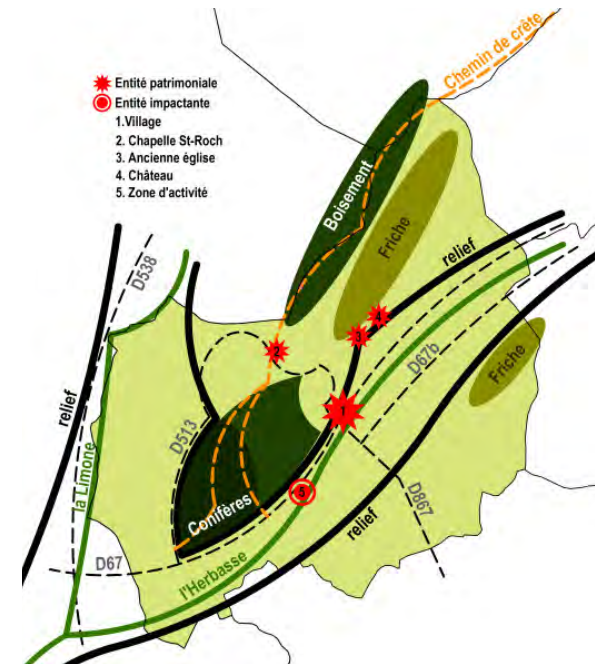 Chemin de crête
Entité patrimoniale
Entité impactante
1.Village
2. Chapelle St-Roch
3. Ancienne église
4. Château
5. Zone d'activité
Boisement
Friche
relief
D538
4
2
3
D67b
relief
Friche
1
D513
la Limone
5
Conifères
D867
relief
D67
l'Herbasse